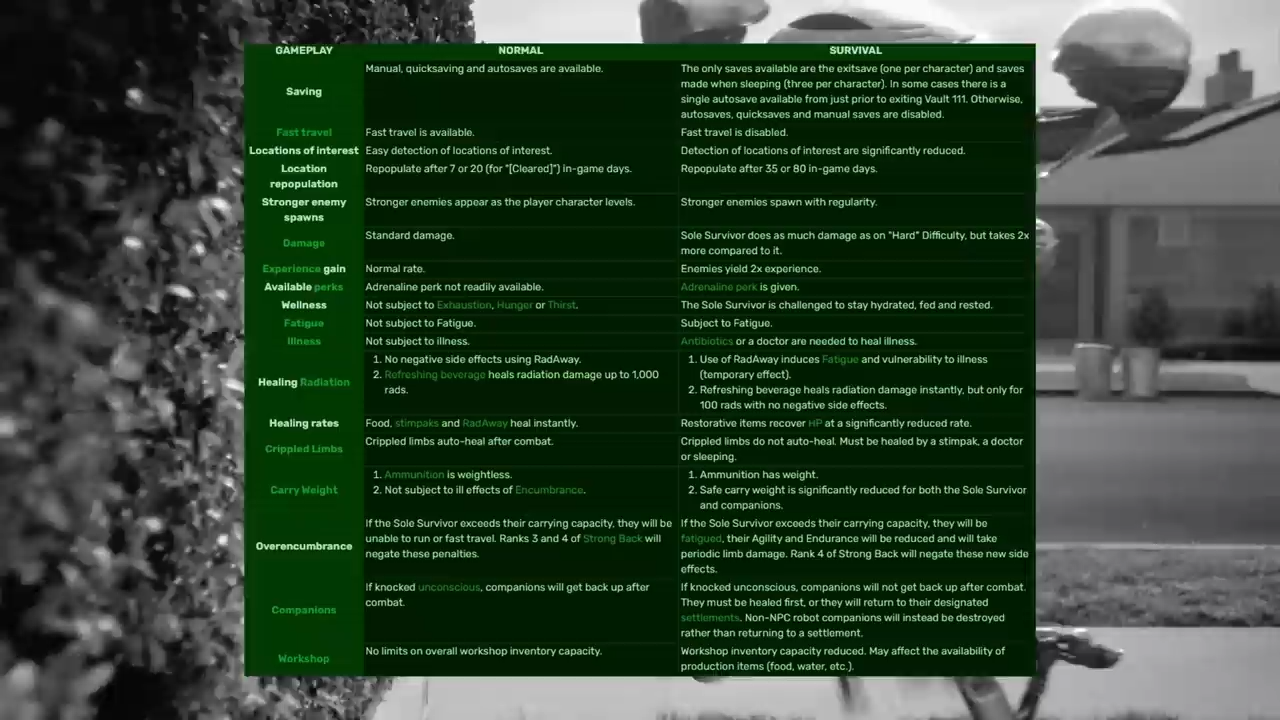 GAMEPLAY NORMAL SURVIVAL
Saving
Manual, quicksaving and autosaves are available.
The only saves available are the exitsave (one per character) and saves
made when sleeping (three per character). In some cases there is a
single autosave available from just prior to exiting Vault 111. Otherwise,
autosaves, quicksaves and manual saves are disabled.
Fast travel
Fast travel is available.
Fast travel is disabled.
Locations of interest
Easy detection of locations of interest.
Detection of locations of interest are significantly reduced.
Location
repopulation
Repopulate after 7 or 20 (for "[Cleared]") in-game days.
Repopulate after 35 or 80 in-game days.
Stronger enemy
spawns
Stronger enemies appear as the player character levels.
Stronger enemies spawn with regularity.
Damage
Standard damage.
Sole Survivor does as much damage as on "Hard" Difficulty, but takes 2x
more compared to it.
Experience gain
Normal rate.
Enemies yield 2x experience.
Available perks
Adrenaline perk not readily available.
Adrenaline perk is given.
Wellness
Not subject to Exhaustion, Hunger or Thirst.
The Sole Survivor is challenged to stay hydrated, fed and rested.
Fatigue
Not subject to Fatigue.
Subject to Fatigue.
Illness
Not subject to illness.
Antibiotics or a doctor are needed to heal illness.
Healing Radiation
1. No negative side effects using RadAway.
2. Refreshing beverage heals radiation damage up to 1,000
rads.
1. Use of RadAway induces Fatigue and vulnerability to illness
(temporary effect).
2. Refreshing beverage heals radiation damage instantly, but only for
100 rads with no negative side effects.
Healing rates
Food, stimpaks and RadAway heal instantly.
Restorative items recover HP at a significantly reduced rate.
Crippled Limbs
Crippled limbs auto-heal after combat.
Crippled limbs do not auto-heal. Must be healed by a stimpak, a doctor
or sleeping.
Carry Weight
1. Ammunition is weightless.
2. Not subject to ill effects of Encumbrance.
1. Ammunition has weight.
2. Safe carry weight is significantly reduced for both the Sole Survivor
and companions.
Overencumbrance
If the Sole Survivor exceeds their carrying capacity, they will be
unable to run or fast travel. Ranks 3 and 4 of Strong Back will
negate these penalties.
If the Sole Survivor exceeds their carrying capacity, they will be
fatigued, their Agility and Endurance will be reduced and will take
periodic limb damage. Rank 4 of Strong Back will negate these new side
effects.
Companions
If knocked unconscious, companions will get back up after
combat.
If knocked unconscious, companions will not get back up after combat.
They must be healed first, or they will return to their designated
settlements. Non-NPC robot companions will instead be destroyed
rather than returning to a settlement.
Workshop
No limits on overall workshop inventory capacity.
Workshop inventory capacity reduced. May affect the availability of
production items (food, water, etc.).